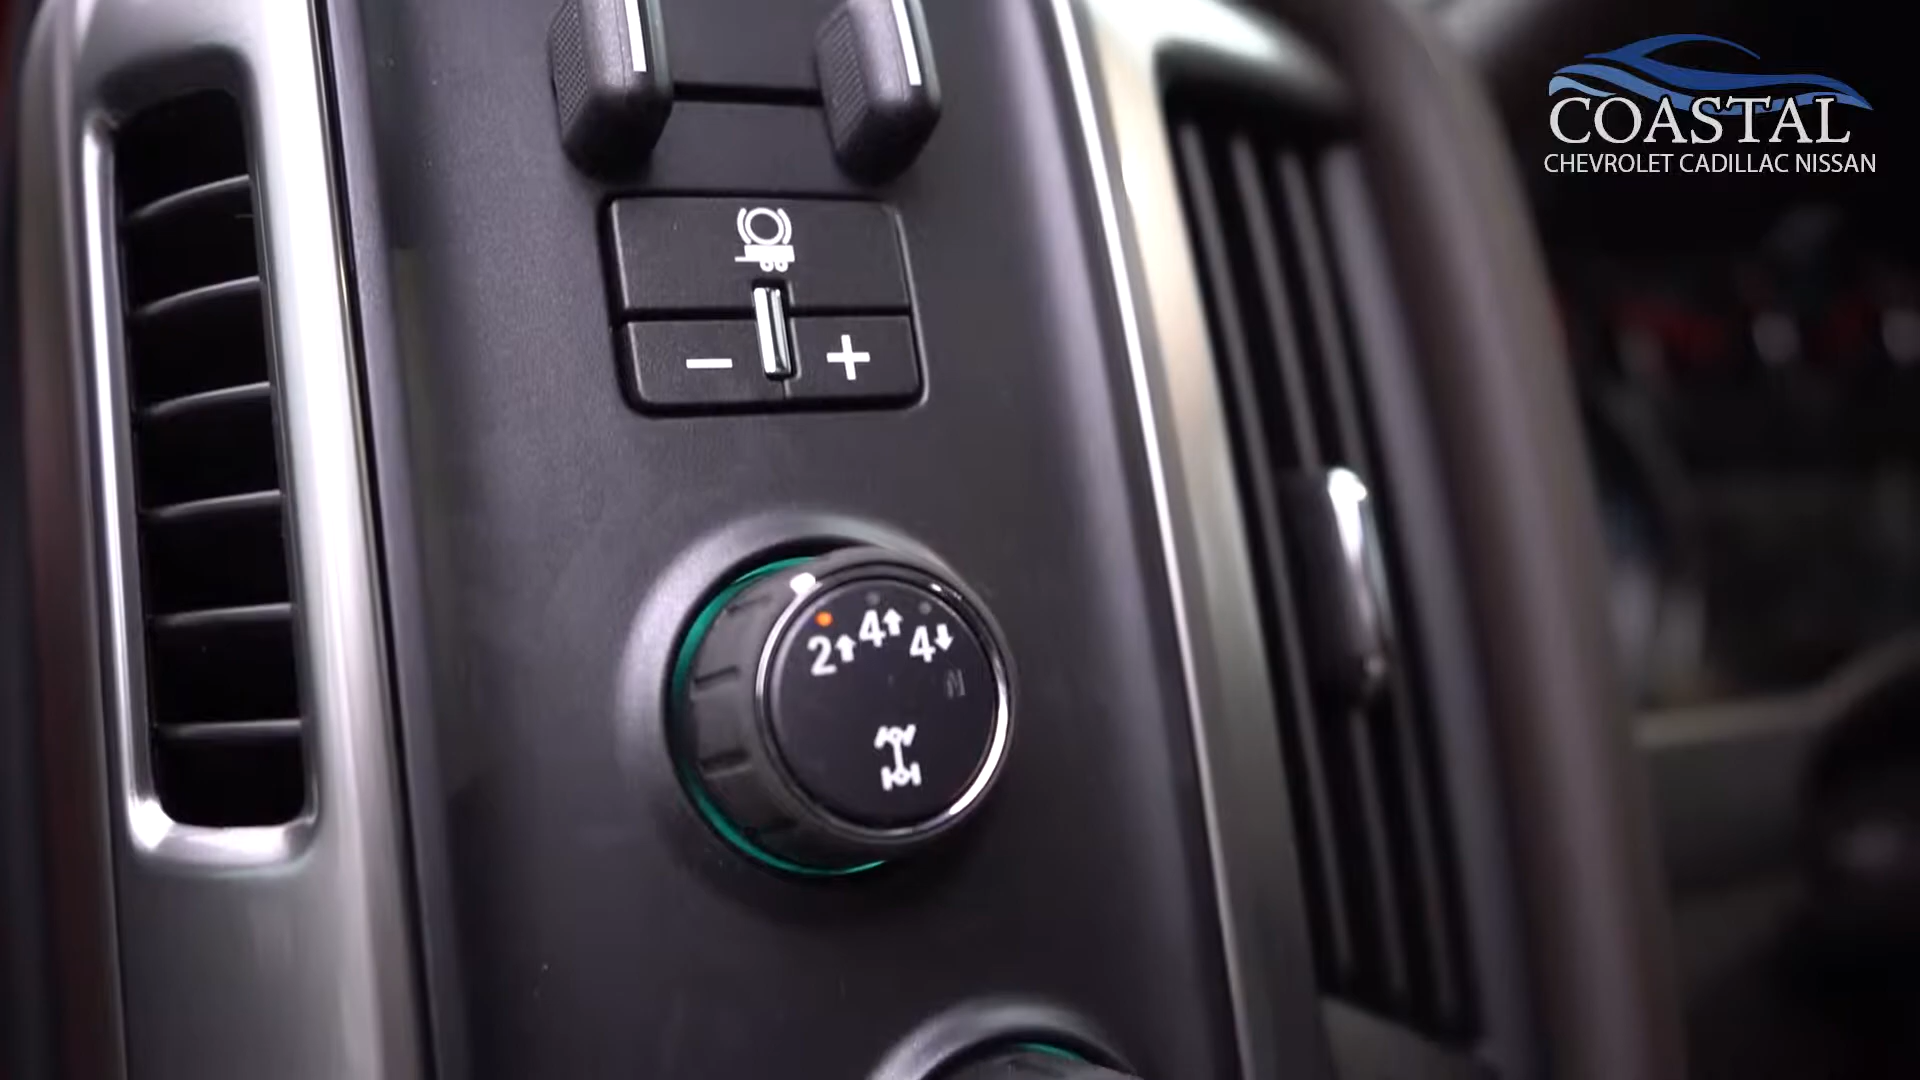 COASTAL
CHEVROLET CADILLAC NISSAN
− +
2↑ 4↑ 4↓
N